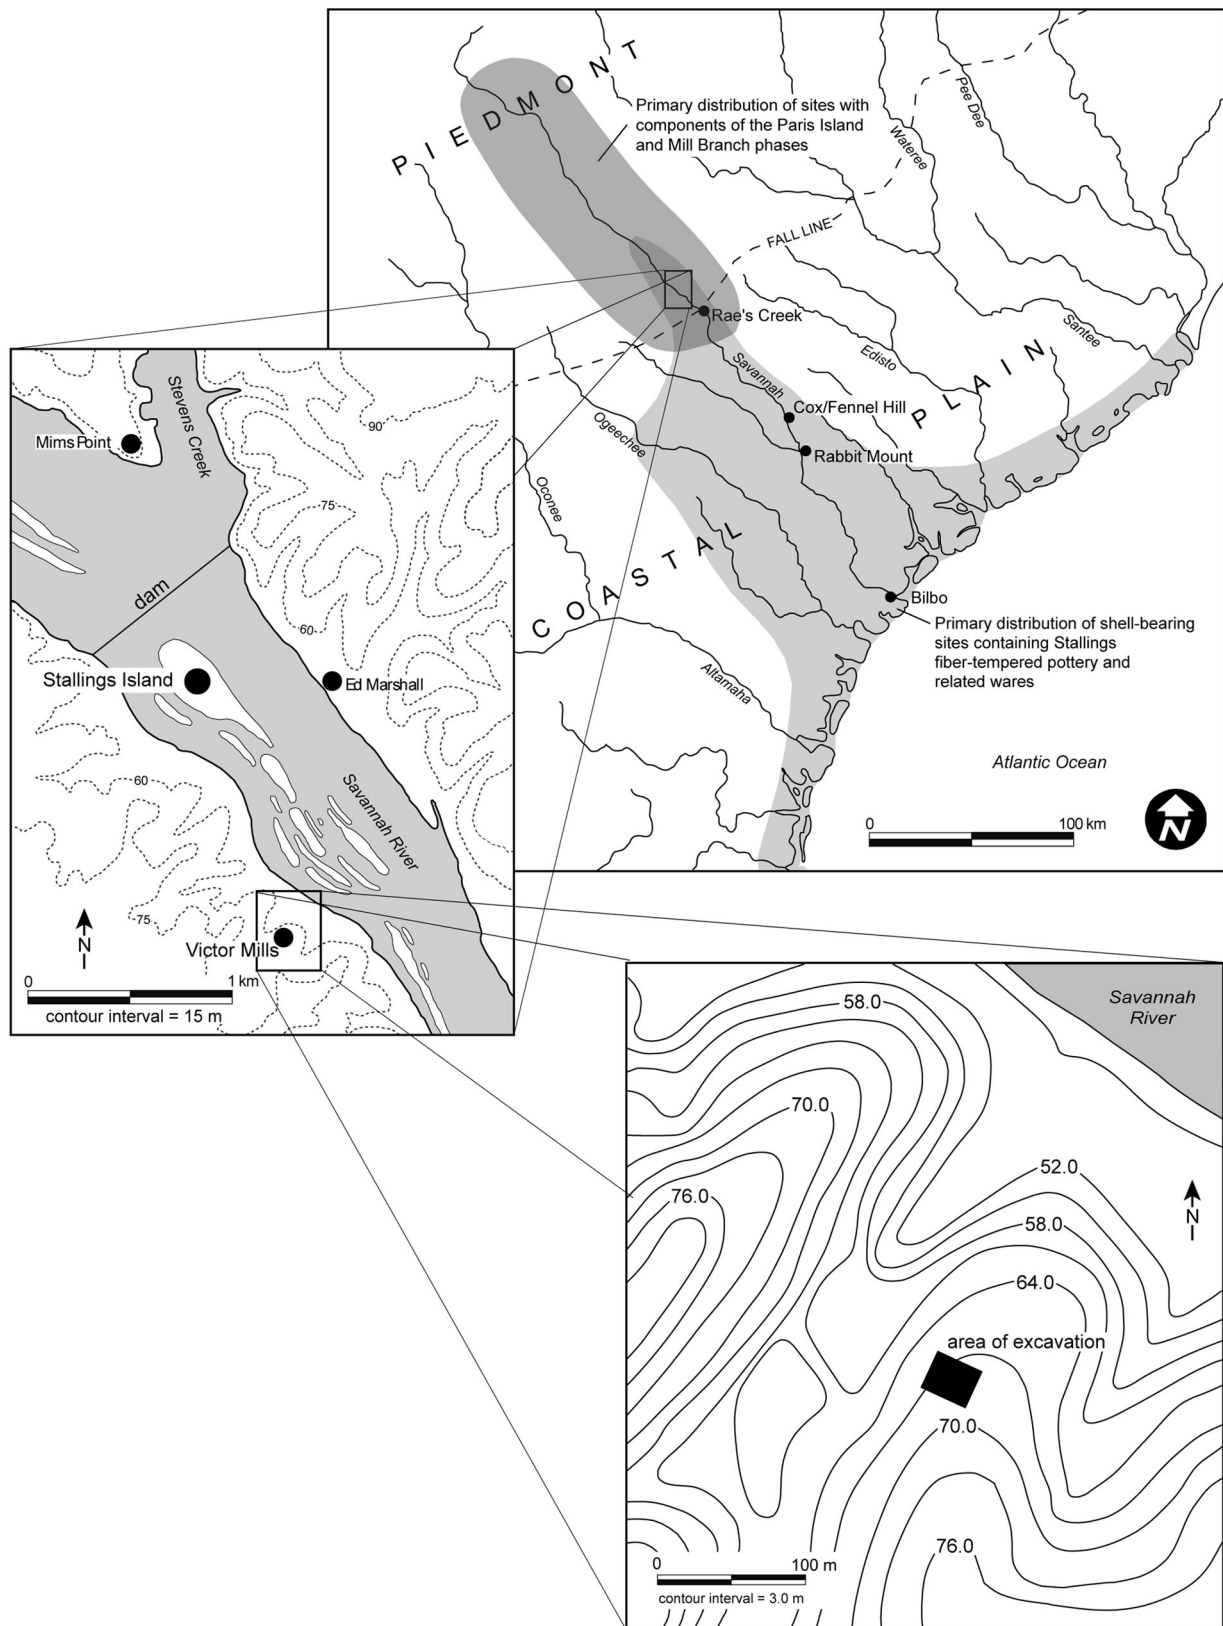 PIEDMONT
Primary distribution of sites with
components of the Paris Island
and Mill Branch phases
Wateree
Pee Dee
FALL LINE
Rae's Creek
Santee
Edisto
Savannah
PLAIN
Cox/Fennel Hill
Ogeechee
Rabbit Mount
Oconee
COASTAL
Bilbo
Primary distribution of shell-bearing
sites containing Stallings
fiber-tempered pottery and
related wares
Altamaha
Atlantic Ocean
0 100 km
N
Stevens Creek
90
Mims Point
75
dam
60
Stallings Island
Ed Marshall
60
Savannah River
75
N
Victor Mills
0 1 km
contour interval = 15 m
Savannah
River
58.0
70.0
52.0
76.0
N
58.0
64.0
area of excavation
70.0
76.0
0 100 m
contour interval = 3.0 m